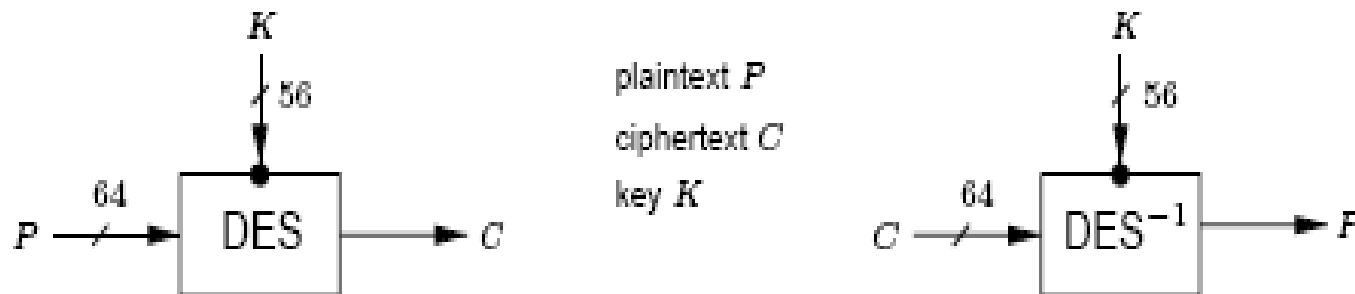 K
56
64
P
DES
C
plaintext P
ciphertext C
key K
K
56
64
C
DES⁻¹
P